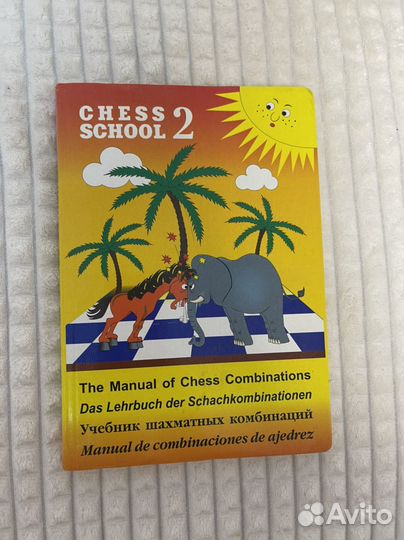 CHESS
SCHOOL 2
The Manual of Chess Combinations
Das Lehrbuch der Schachkombinationen
Учебник шахматных комбинаций
Manual de combinaciones de ajedrez
Avito